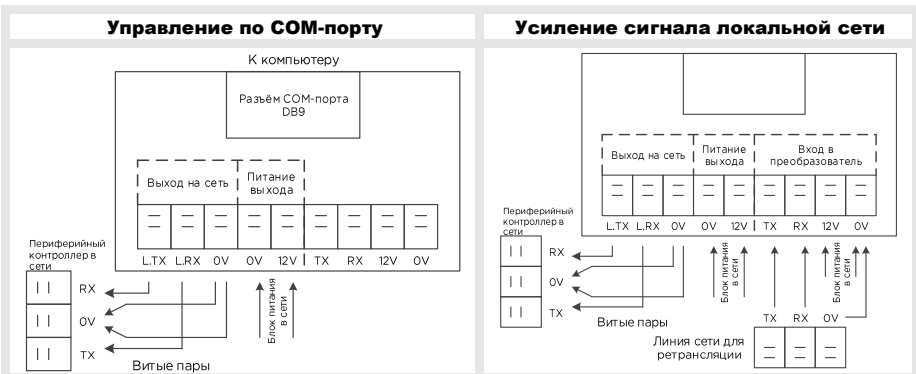 Управление по COM-порту
К компьютеру
Разъём COM-порта
DB9
Выход на сеть
Питание
выхода
L.TX L.RX 0V 0V 12V TX RX 12V 0V
Периферийный
контроллер в
сети
RX
0V
TX
Блок питания
в сети
Витые пары
Усиление сигнала локальной сети
Выход на сеть
Питание
выхода
Вход в
преобразователь
L.TX L.RX 0V 0V 12V TX RX 12V 0V
Периферийный
контроллер в
сети
RX
0V
TX
Блок питания
в сети
Блок питания
в сети
Витые пары
TX RX 0V
Линия сети для
ретрансляции